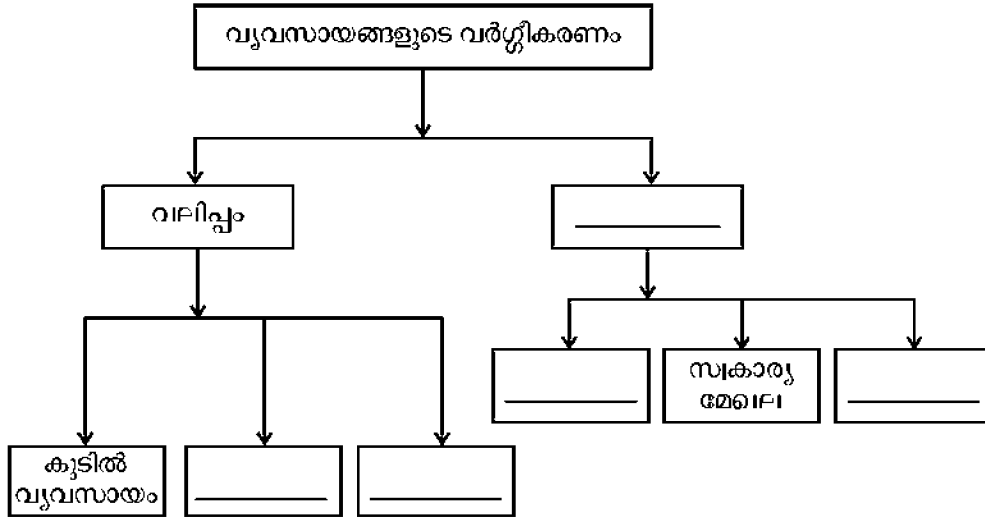 വ്യവസായങ്ങളുടെ വർഗ്ഗീകരണം
വലിപ്പം
സ്വകാര്യ
മേഖല
കുടിൽ
വ്യവസായം